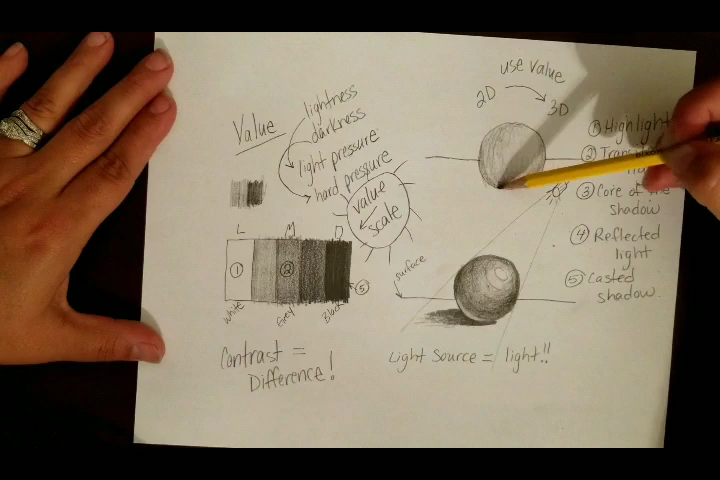 Value
lightness
darkness
light pressure
hard pressure
value
scale
L M D
1 2 5
White Grey Black
Contrast =
Difference!
use value
2D 3D
surface
Light Source = light!!
① Highlight
②
③ Core of the
shadow
④ Reflected
light
⑤ Casted
shadow.